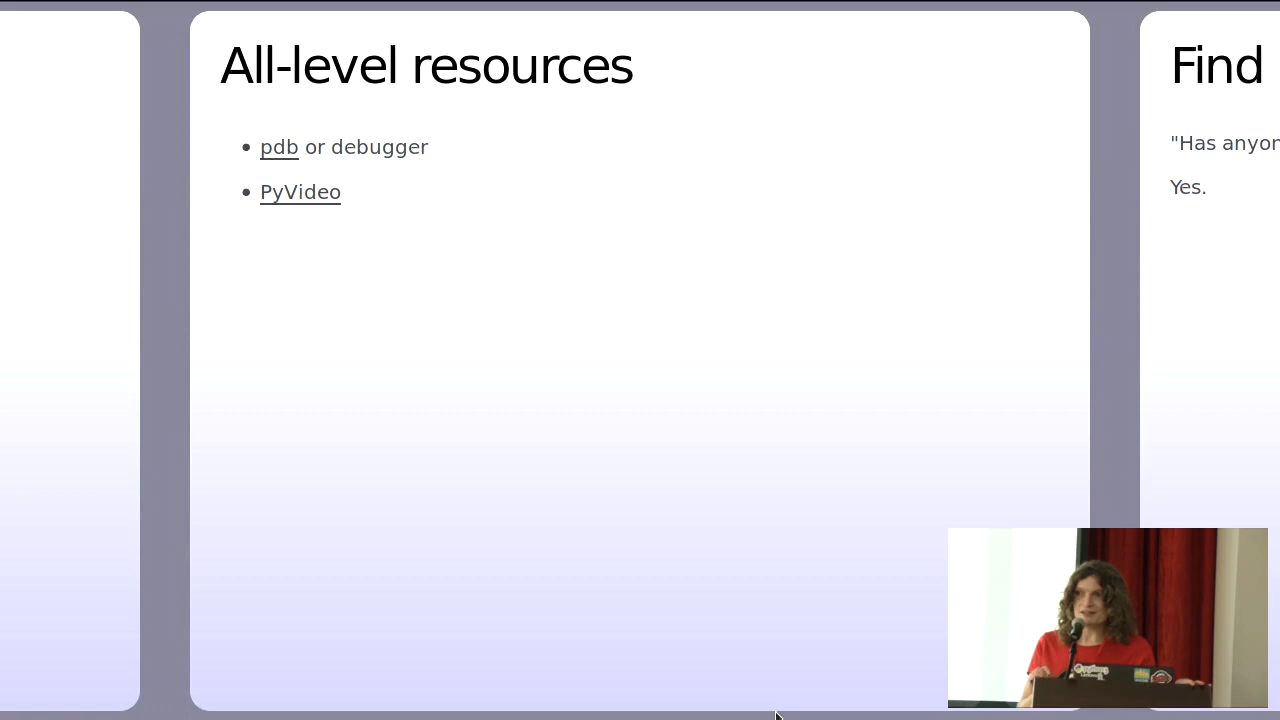 All-level resources
pdb or debugger
PyVideo
Find
"Has anyon
Yes.